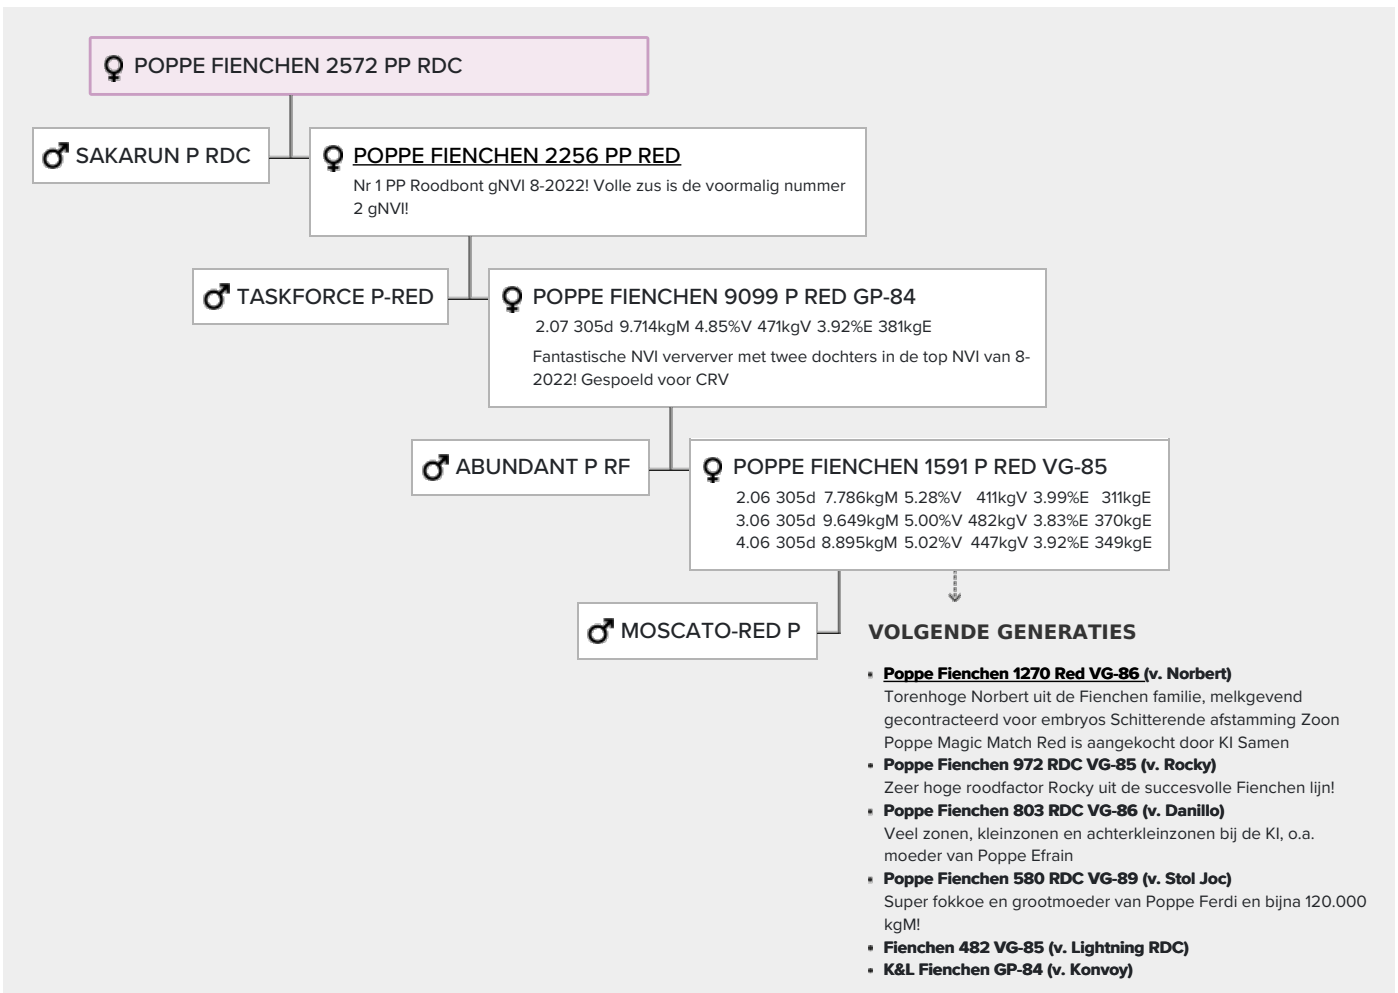 POPPE FIENCHEN 2572 PP RDC
SAKARUN P RDC
POPPE FIENCHEN 2256 PP RED
Nr 1 PP Roodbont gNVI 8-2022! Volle zus is de voormalig nummer
2 gNVI!
TASKFORCE P-RED
POPPE FIENCHEN 9099 P RED GP-84
2.07 305d 9.714kgM 4.85%V 471kgV 3.92%E 381kgE
Fantastische NVI ververver met twee dochters in de top NVI van 8-
2022! Gespoeld voor CRV
ABUNDANT P RF
POPPE FIENCHEN 1591 P RED VG-85
2.06 305d 7.786kgM 5.28%V 411kgV 3.99%E 311kgE
3.06 305d 9.649kgM 5.00%V 482kgV 3.83%E 370kgE
4.06 305d 8.895kgM 5.02%V 447kgV 3.92%E 349kgE
MOSCATO-RED P
VOLGENDE GENERATIES
Poppe Fienchen 1270 Red VG-86 (v. Norbert)
Torenhoge Norbert uit de Fienchen familie, melkgevend
gecontracteerd voor embryos Schitterende afstamming Zoon
Poppe Magic Match Red is aangekocht door KI Samen
Poppe Fienchen 972 RDC VG-85 (v. Rocky)
Zeer hoge roodfactor Rocky uit de succesvolle Fienchen lijn!
Poppe Fienchen 803 RDC VG-86 (v. Danillo)
Veel zonen, kleinzonen en achterkleinzonen bij de KI, o.a.
moeder van Poppe Efrain
Poppe Fienchen 580 RDC VG-89 (v. Stol Joc)
Super fokkoe en grootmoeder van Poppe Ferdi en bijna 120.000
kgM!
Fienchen 482 VG-85 (v. Lightning RDC)
K&L Fienchen GP-84 (v. Konvoy)